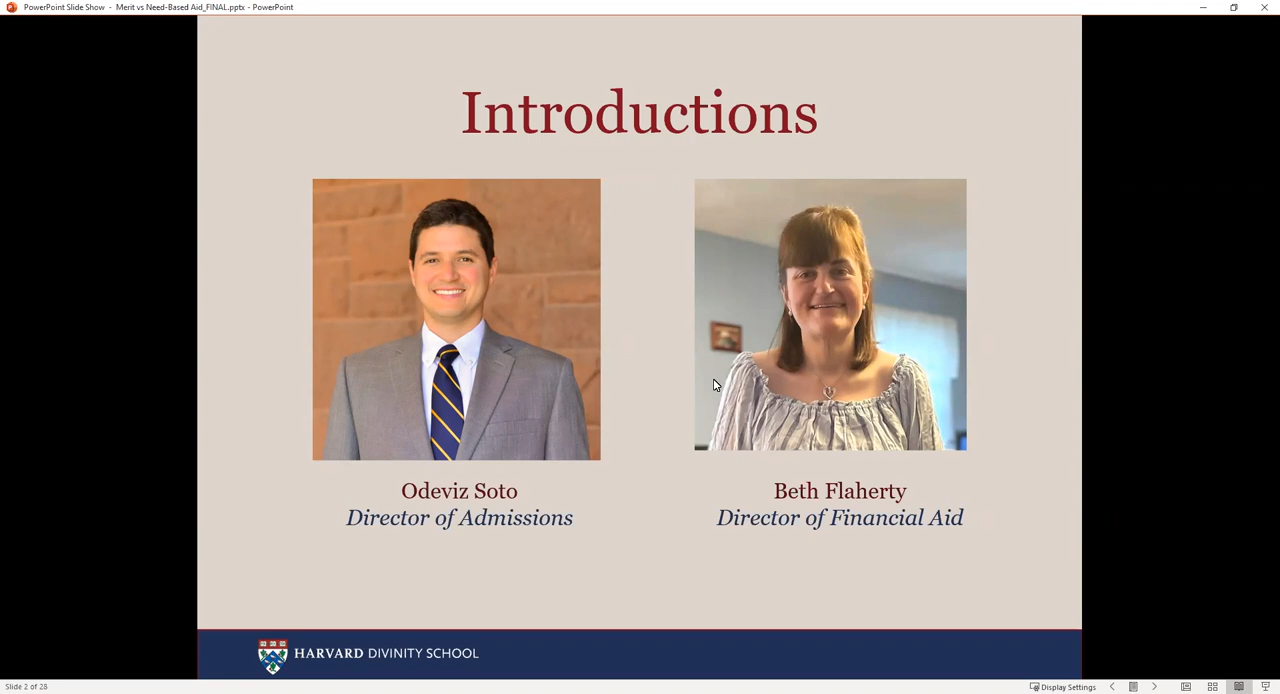 PowerPoint Slide Show - Merit vs Need-Based Aid_FINAL.pptx - PowerPoint
Introductions
Odeviz Soto
Director of Admissions
Beth Flaherty
Director of Financial Aid
HARVARD DIVINITY SCHOOL
Slide 2 of 28
Display Settings